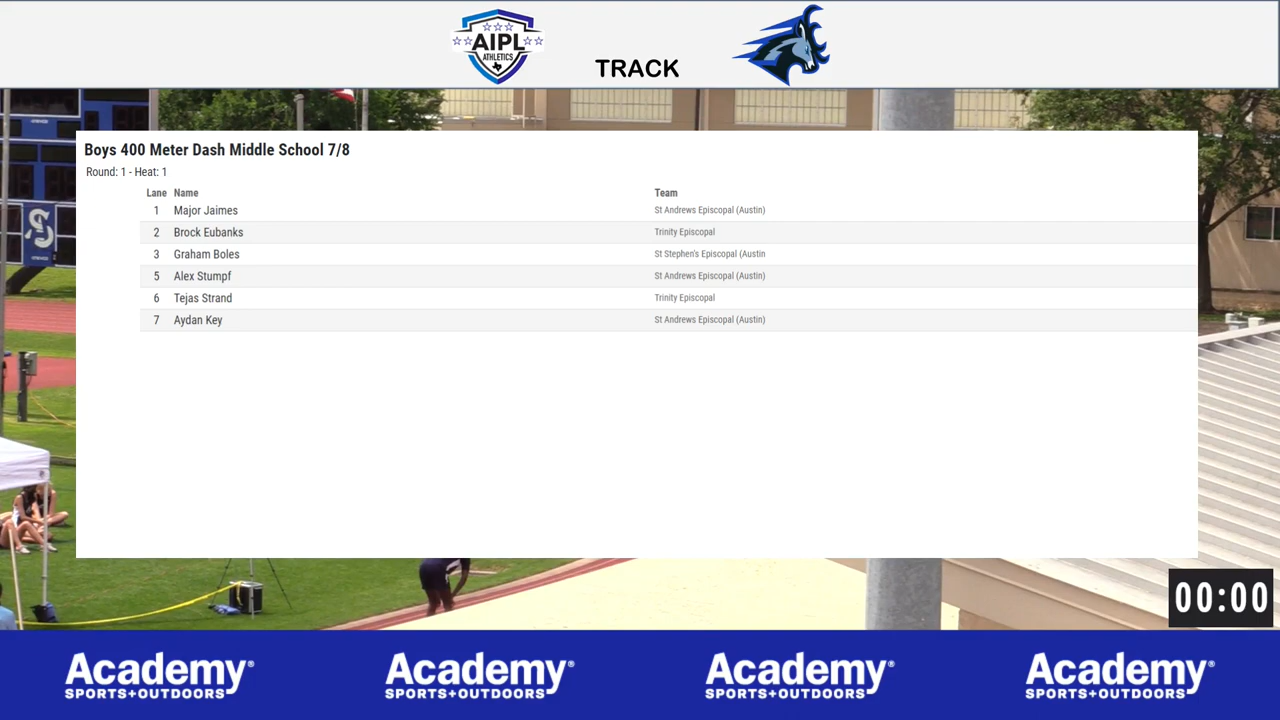 AIPL
ATHLETICS
TRACK
Boys 400 Meter Dash Middle School 7/8
Round: 1 - Heat: 1
Lane Name Team
1 Major Jaimes St Andrews Episcopal (Austin)
2 Brock Eubanks Trinity Episcopal
3 Graham Boles St Stephen's Episcopal (Austin
5 Alex Stumpf St Andrews Episcopal (Austin)
6 Tejas Strand Trinity Episcopal
7 Aydan Key St Andrews Episcopal (Austin)
S
00:00
Academy® Academy® Academy® Academy®
SPORTS+OUTDOORS SPORTS+OUTDOORS SPORTS+OUTDOORS SPORTS+OUTDOORS